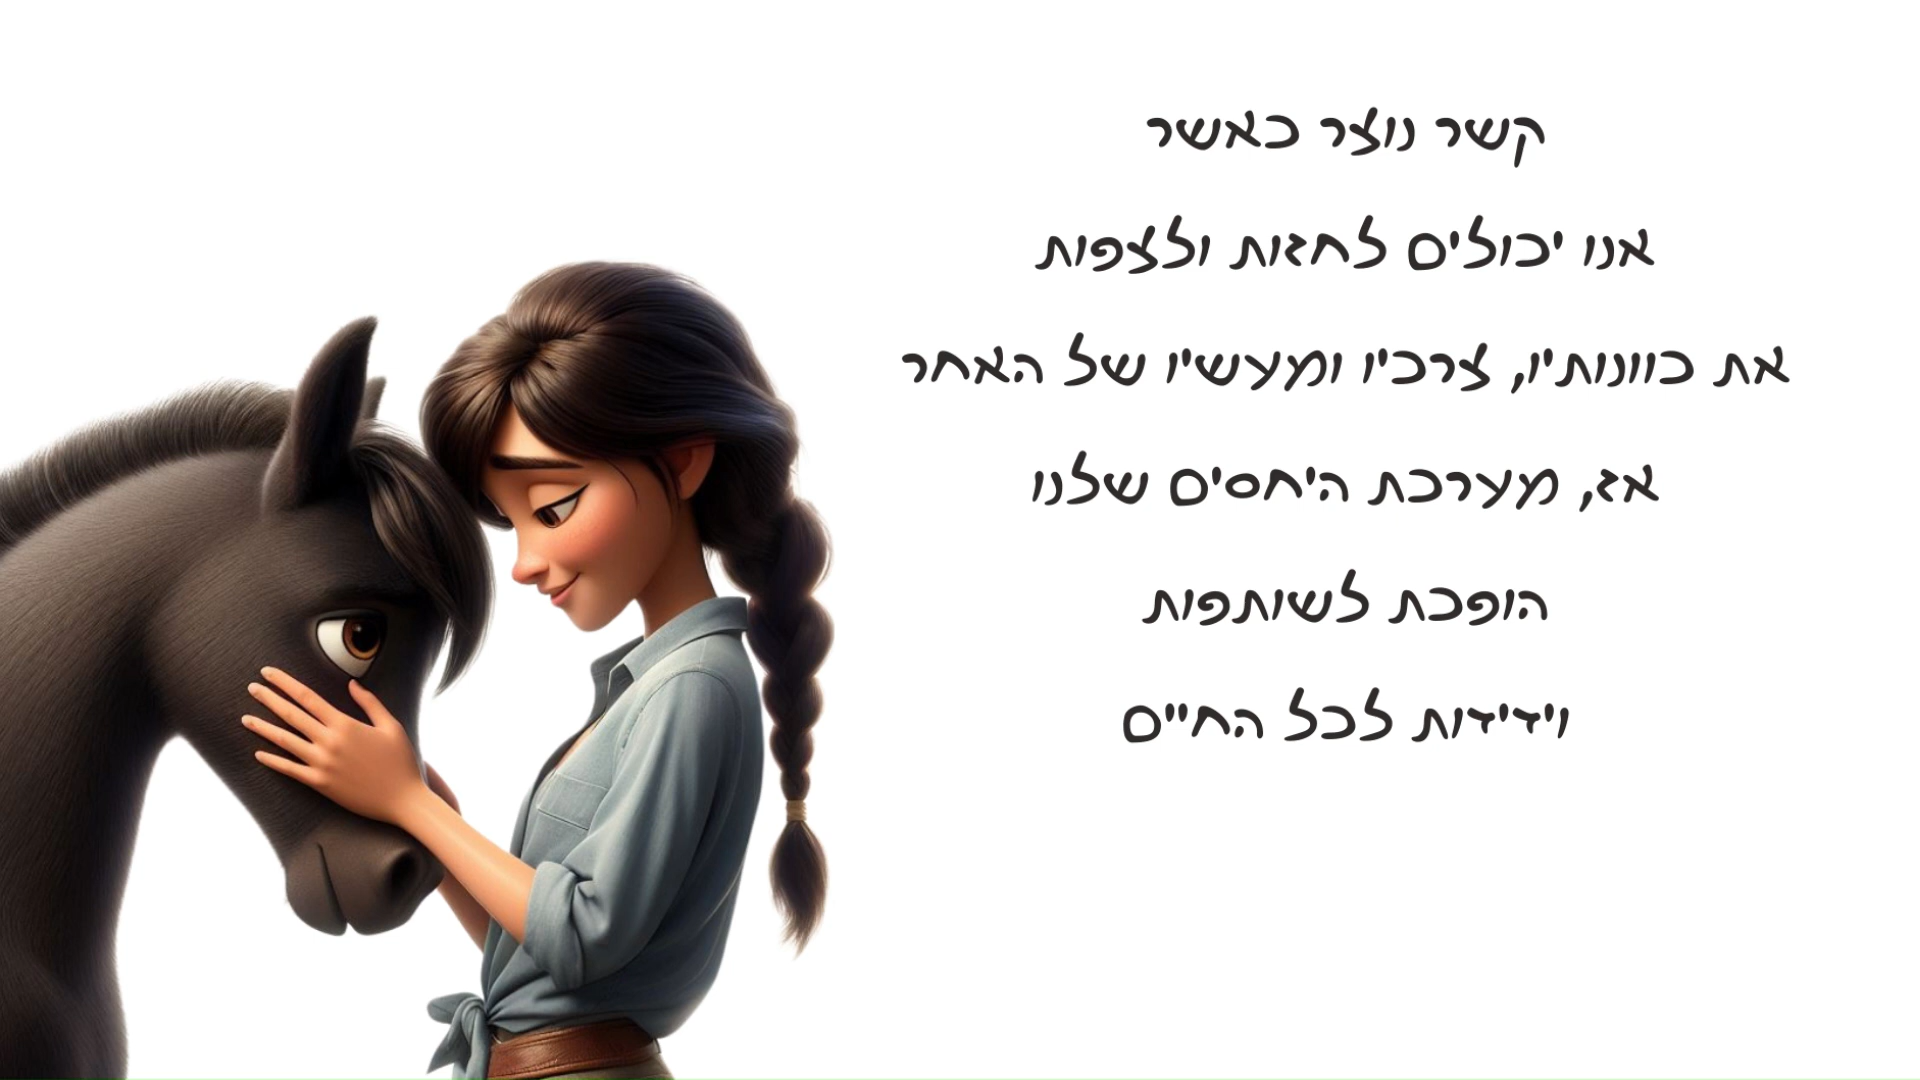 קשר נוצר כאשר
אנו יכולים לחזות ולצפות
את כוונותיו, צרכיו ומעשיו של האחר
אז, מערכת היחסים שלנו
הופכת לשותפות
וידידות לכל החיים